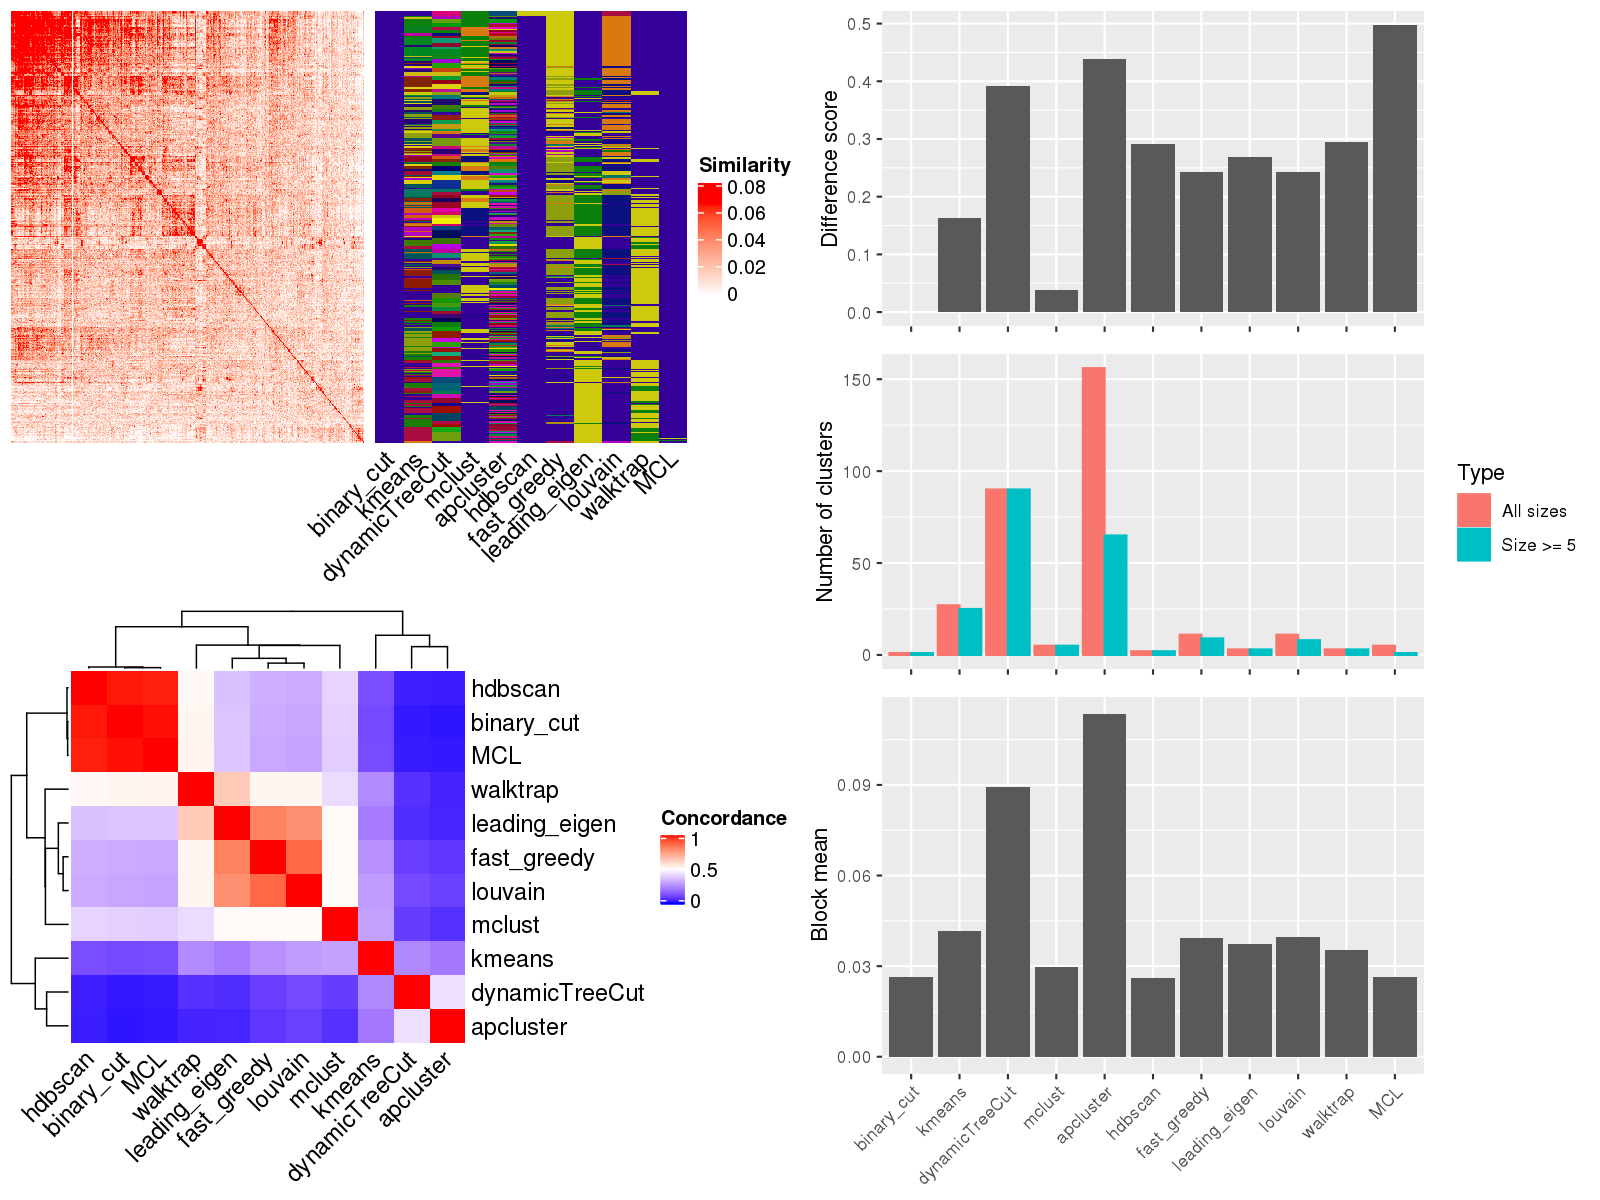 Similarity
0.08
0.06
0.04
0.02
0
binary_cut
kmeans
dynamicTreeCut
mclust
apcluster
hdbscan
fast_greedy
leading_eigen
louvain
walktrap
MCL
hdbscan
binary_cut
MCL
walktrap
leading_eigen
fast_greedy
louvain
mclust
kmeans
dynamicTreeCut
apcluster
Concordance
1
0.5
0
hdbscan
binary_cut
MCL
walktrap
leading_eigen
fast_greedy
louvain
mclust
kmeans
dynamicTreeCut
apcluster
Difference score
0.5
0.4
0.3
0.2
0.1
0.0
Number of clusters
150
100
50
0
Type
All sizes
Size >= 5
Block mean
0.09
0.06
0.03
0.00
binary_cut
kmeans
dynamicTreeCut
mclust
apcluster
hdbscan
fast_greedy
leading_eigen
louvain
walktrap
MCL